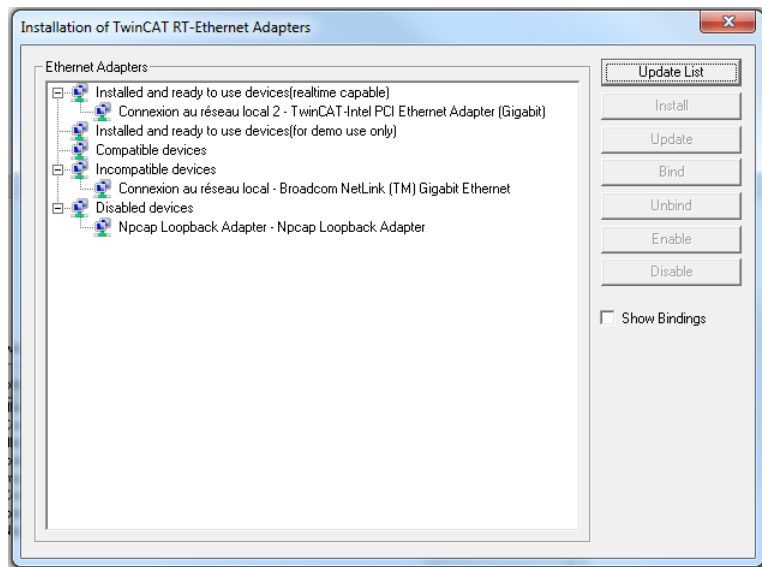 Installation of TwinCAT RT-Ethernet Adapters
Ethernet Adapters
Installed and ready to use devices(realtime capable)
Connexion au réseau local 2 - TwinCAT-Intel PCI Ethernet Adapter (Gigabit)
Installed and ready to use devices(for demo use only)
Compatible devices
Incompatible devices
Connexion au réseau local - Broadcom NetLink (TM) Gigabit Ethernet
Disabled devices
Npcap Loopback Adapter - Npcap Loopback Adapter
Update List
Install
Update
Bind
Unbind
Enable
Disable
Show Bindings